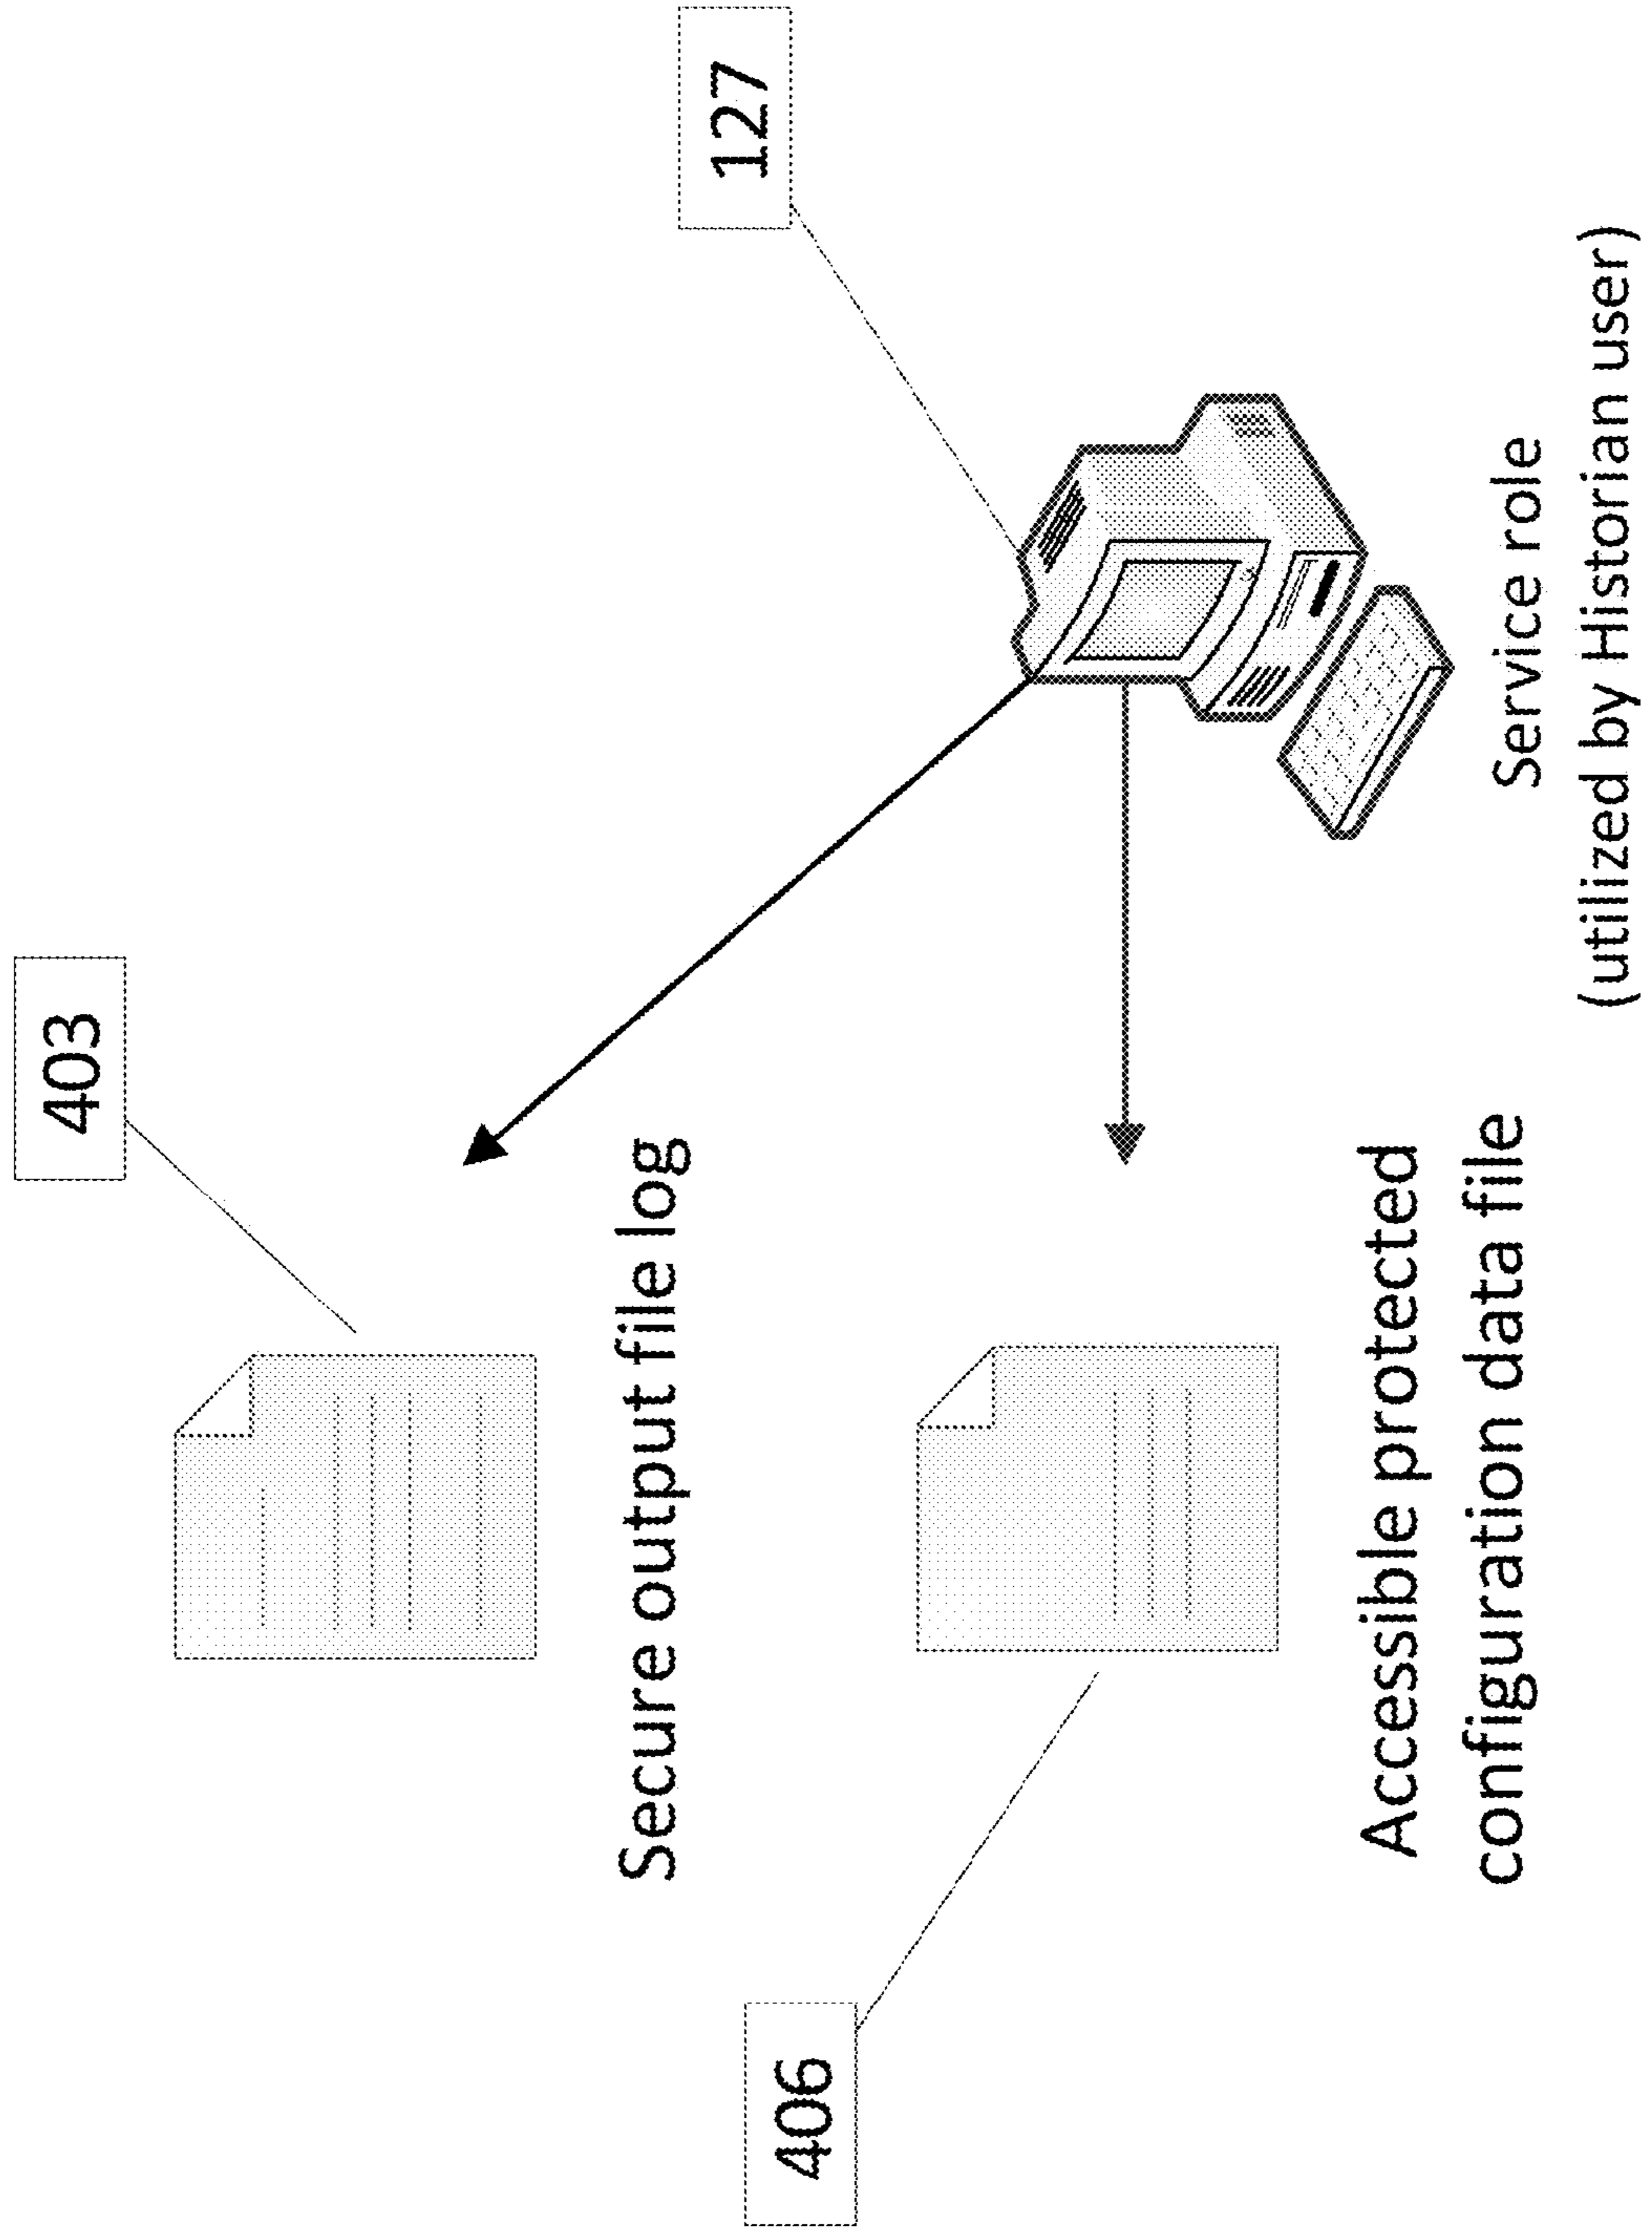 403
127
Secure output file log
406
Accessible protected
configuration data file
Service role
(utilized by Historian user)